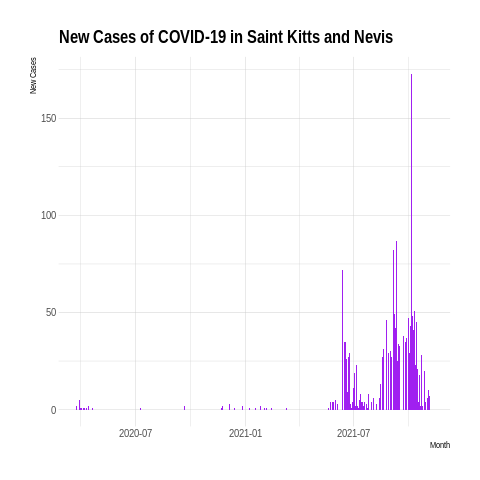 New Cases of COVID-19 in Saint Kitts and Nevis
New Cases
150
100
50
0
2020-07 2021-01 2021-07
Month